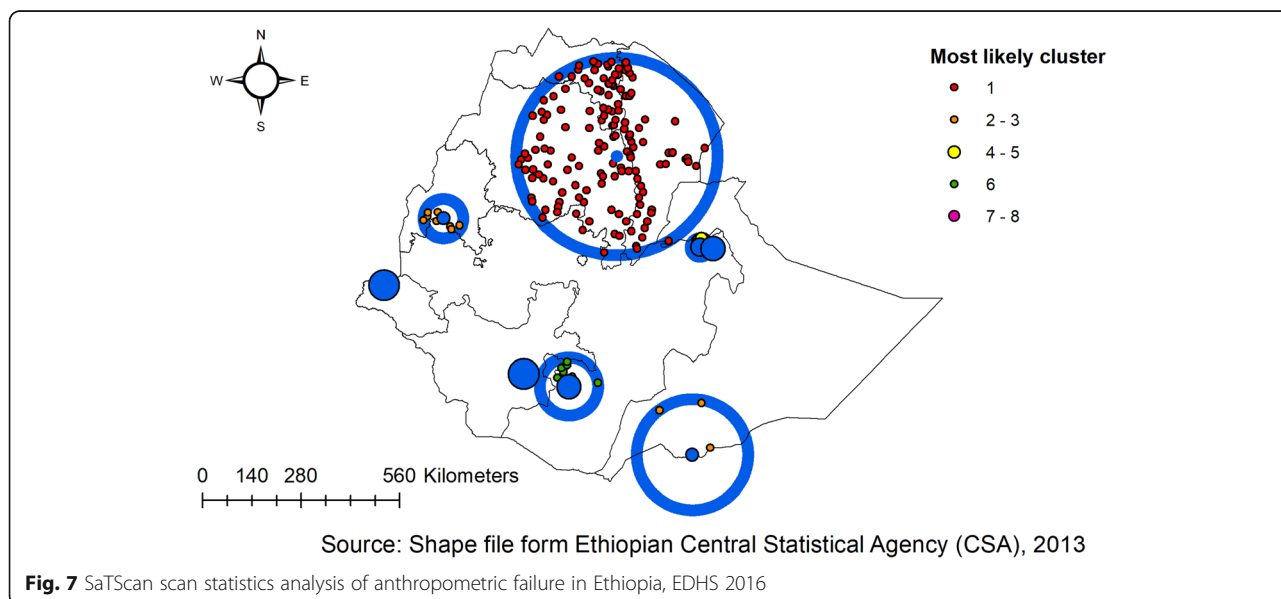 N
W E
S
Most likely cluster
1
2 - 3
4 - 5
6
7 - 8
0 140 280 560 Kilometers
Source: Shape file form Ethiopian Central Statistical Agency (CSA), 2013
Fig. 7 SaTScan scan statistics analysis of anthropometric failure in Ethiopia, EDHS 2016